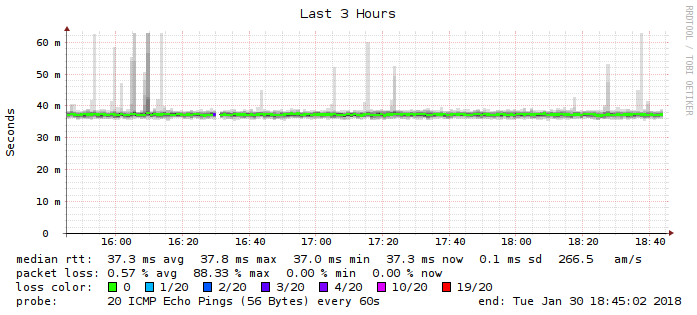 Last 3 Hours
RRDTOOL / TOBI OETIKER
Seconds
60 m
50 m
40 m
30 m
20 m
10 m
0
16:00 16:20 16:40 17:00 17:20 17:40 18:00 18:20 18:40
median rtt: 37.3 ms avg 37.8 ms max 37.0 ms min 37.3 ms now 0.1 ms sd 266.5 am/s
packet loss: 0.57 % avg 88.33 % max 0.00 % min 0.00 % now
loss color: 0 1/20 2/20 3/20 4/20 10/20 19/20
probe: 20 ICMP Echo Pings (56 Bytes) every 60s end: Tue Jan 30 18:45:02 2018